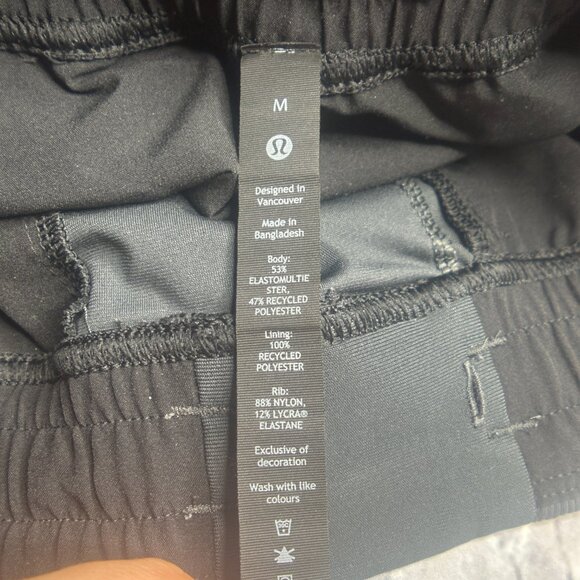 M
Designed in
Vancouver
Made in
Bangladesh
Body:
53%
ELASTOMULTIE
STER,
47% RECYCLED
POLYESTER
Lining:
100%
RECYCLED
POLYESTER
Rib:
88% NYLON,
12% LYCRA®
ELASTANE
Exclusive of
decoration
Wash with like
colours
30C